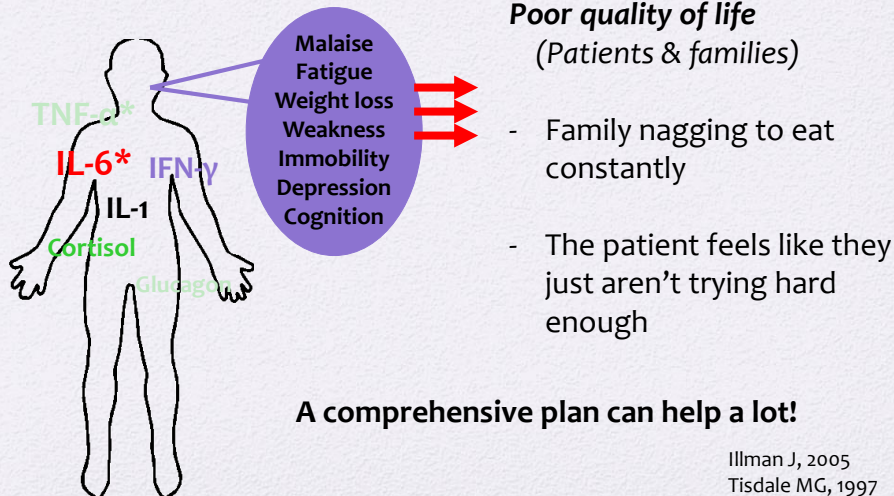 TNF-α*
IL-6*
IFN-γ
IL-1
Cortisol
Glucagon
Malaise
Fatigue
Weight loss
Weakness
Immobility
Depression
Cognition
Poor quality of life
(Patients & families)
- Family nagging to eat
constantly
- The patient feels like they
just aren’t trying hard
enough
A comprehensive plan can help a lot!
Illman J, 2005
Tisdale MG, 1997